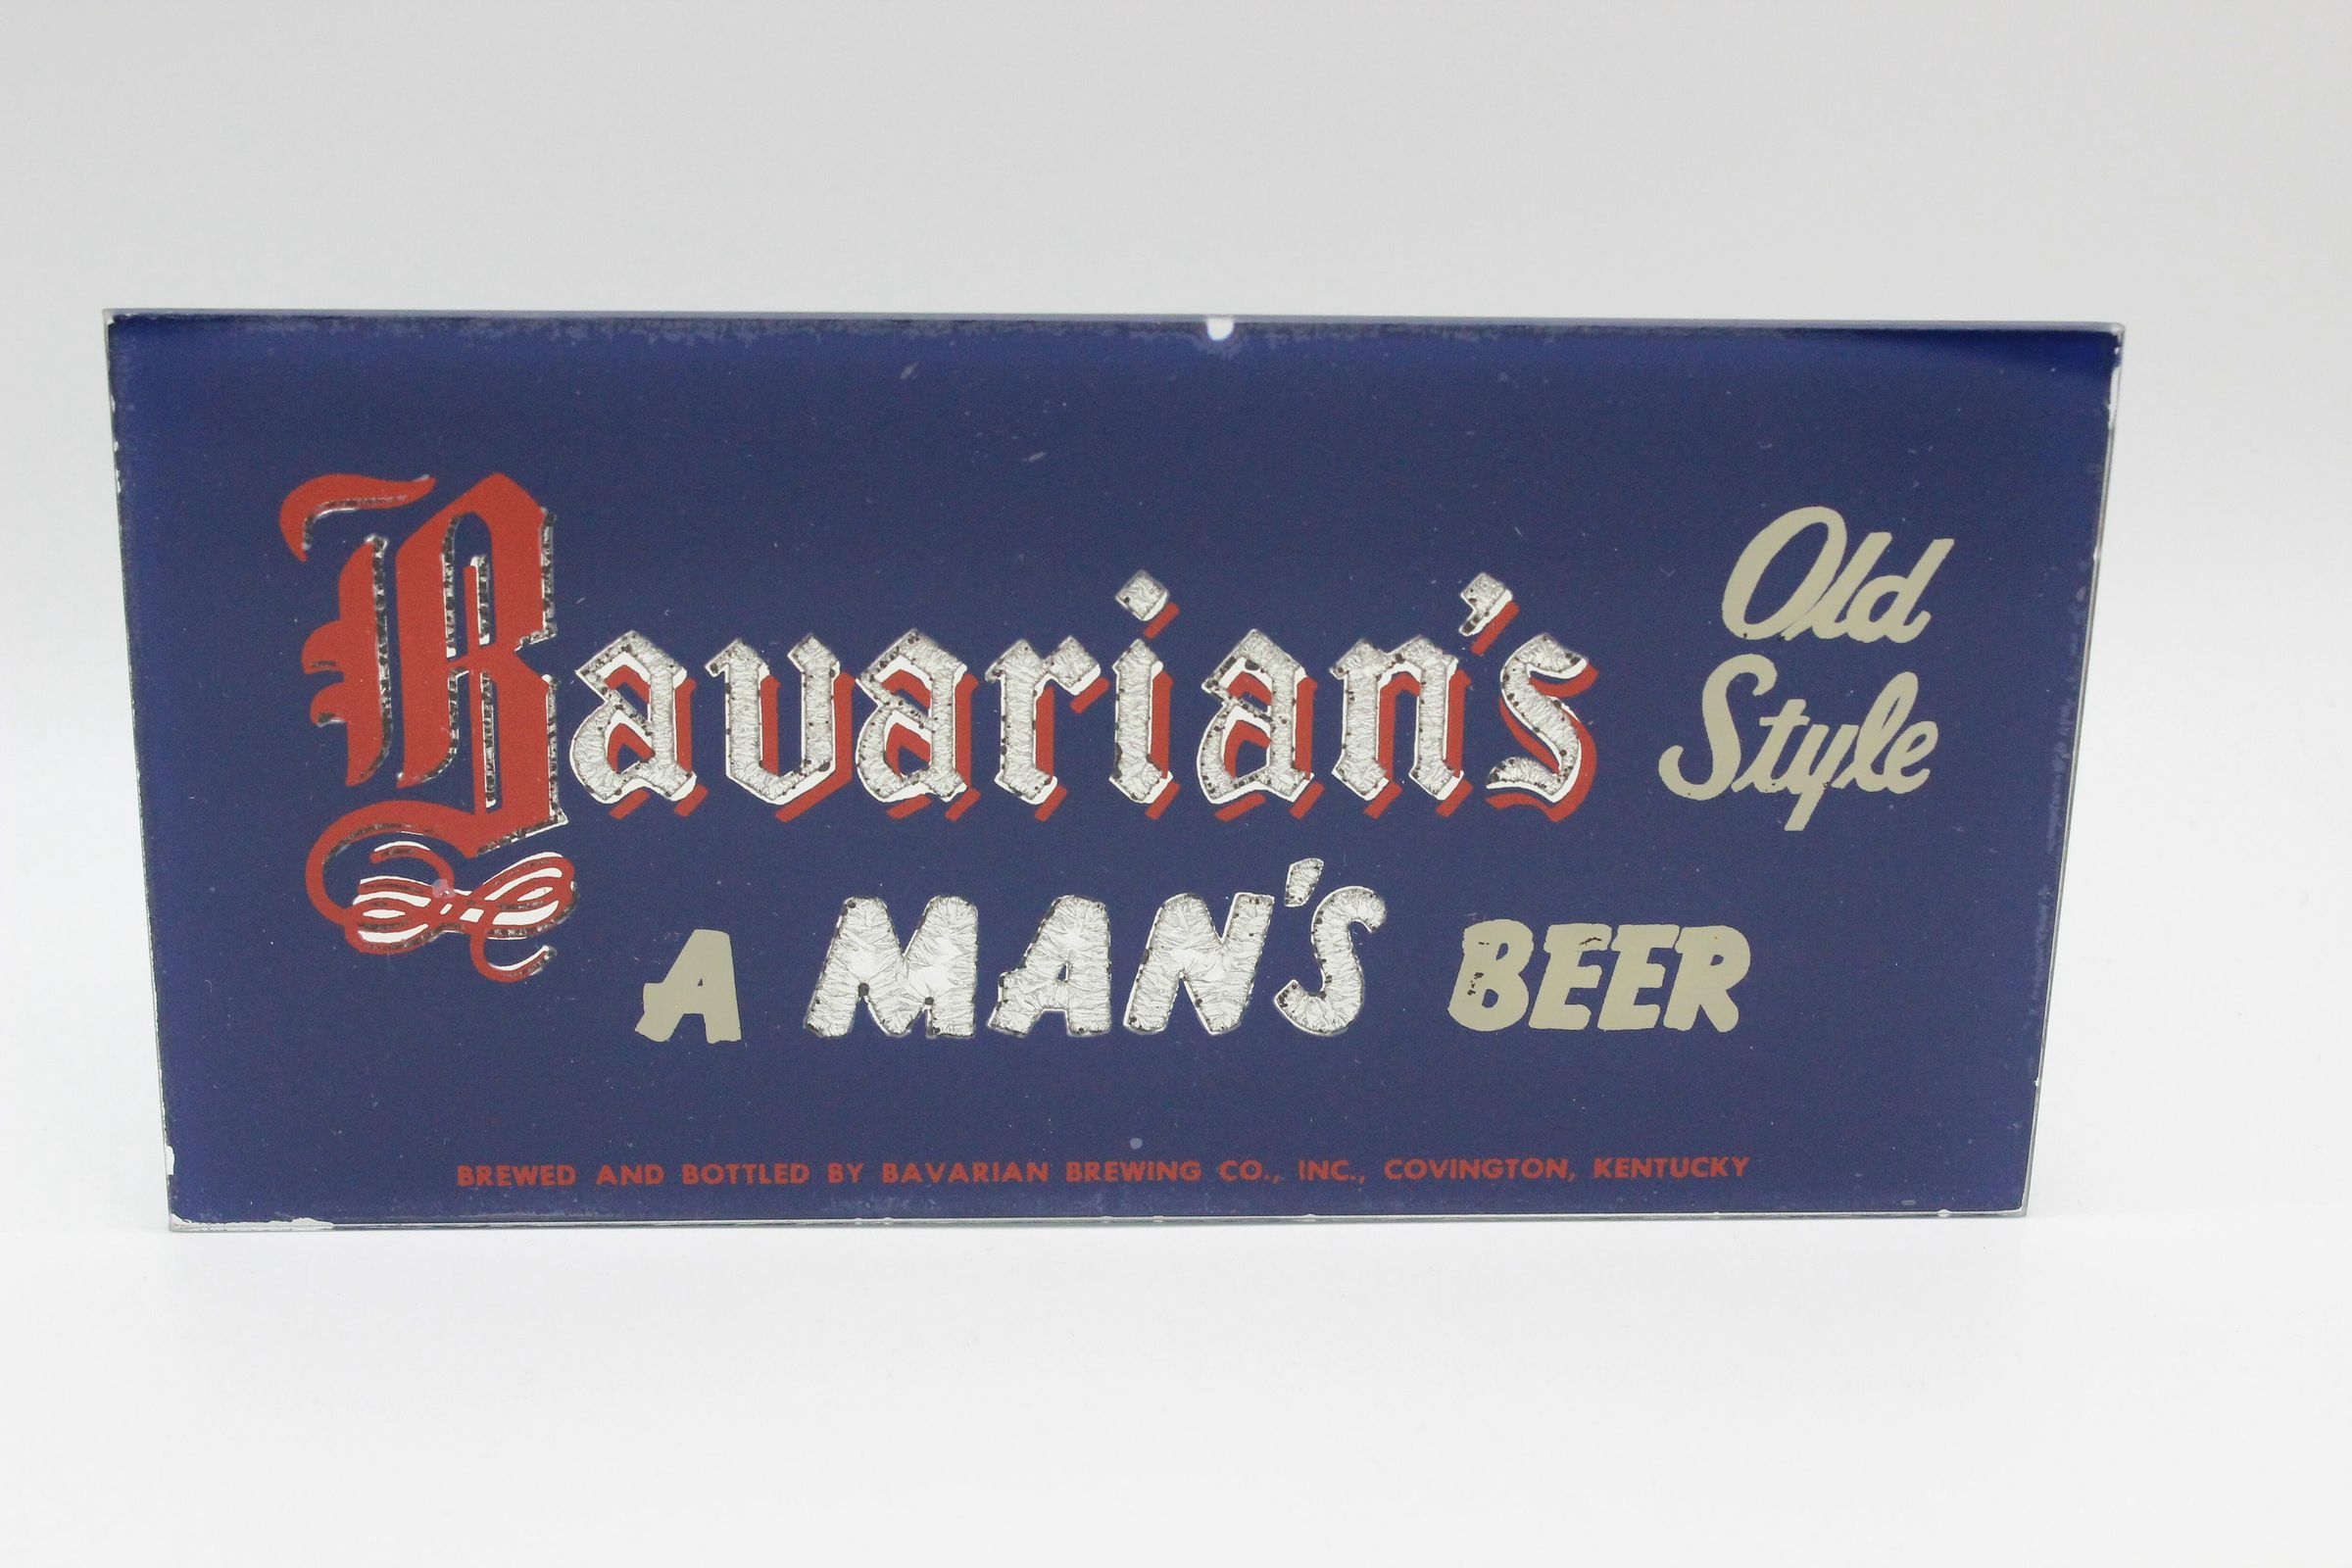 Bavarian's
Old
Style
A MAN'S BEER
BREWED AND BOTTLED BY BAVARIAN BREWING CO., INC., COVINGTON, KENTUCKY